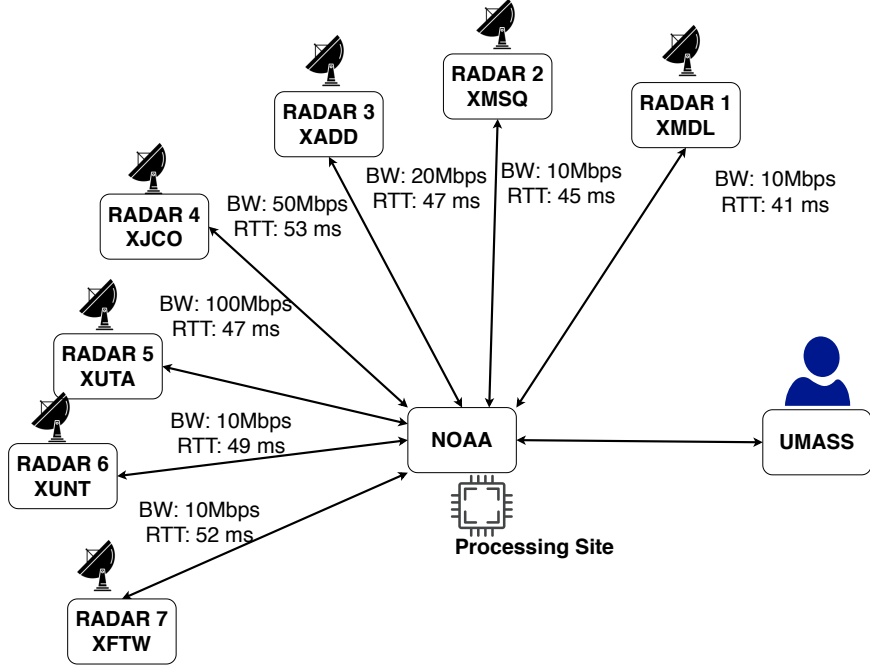 RADAR 2
XMSQ
RADAR 1
XMDL
RADAR 3
XADD
BW: 20Mbps
RTT: 47 ms
BW: 10Mbps
RTT: 45 ms
BW: 10Mbps
RTT: 41 ms
RADAR 4
XJCO
BW: 50Mbps
RTT: 53 ms
BW: 100Mbps
RTT: 47 ms
RADAR 5
XUTA
BW: 10Mbps
RTT: 49 ms
NOAA
UMASS
RADAR 6
XUNT
BW: 10Mbps
RTT: 52 ms
Processing Site
RADAR 7
XFTW